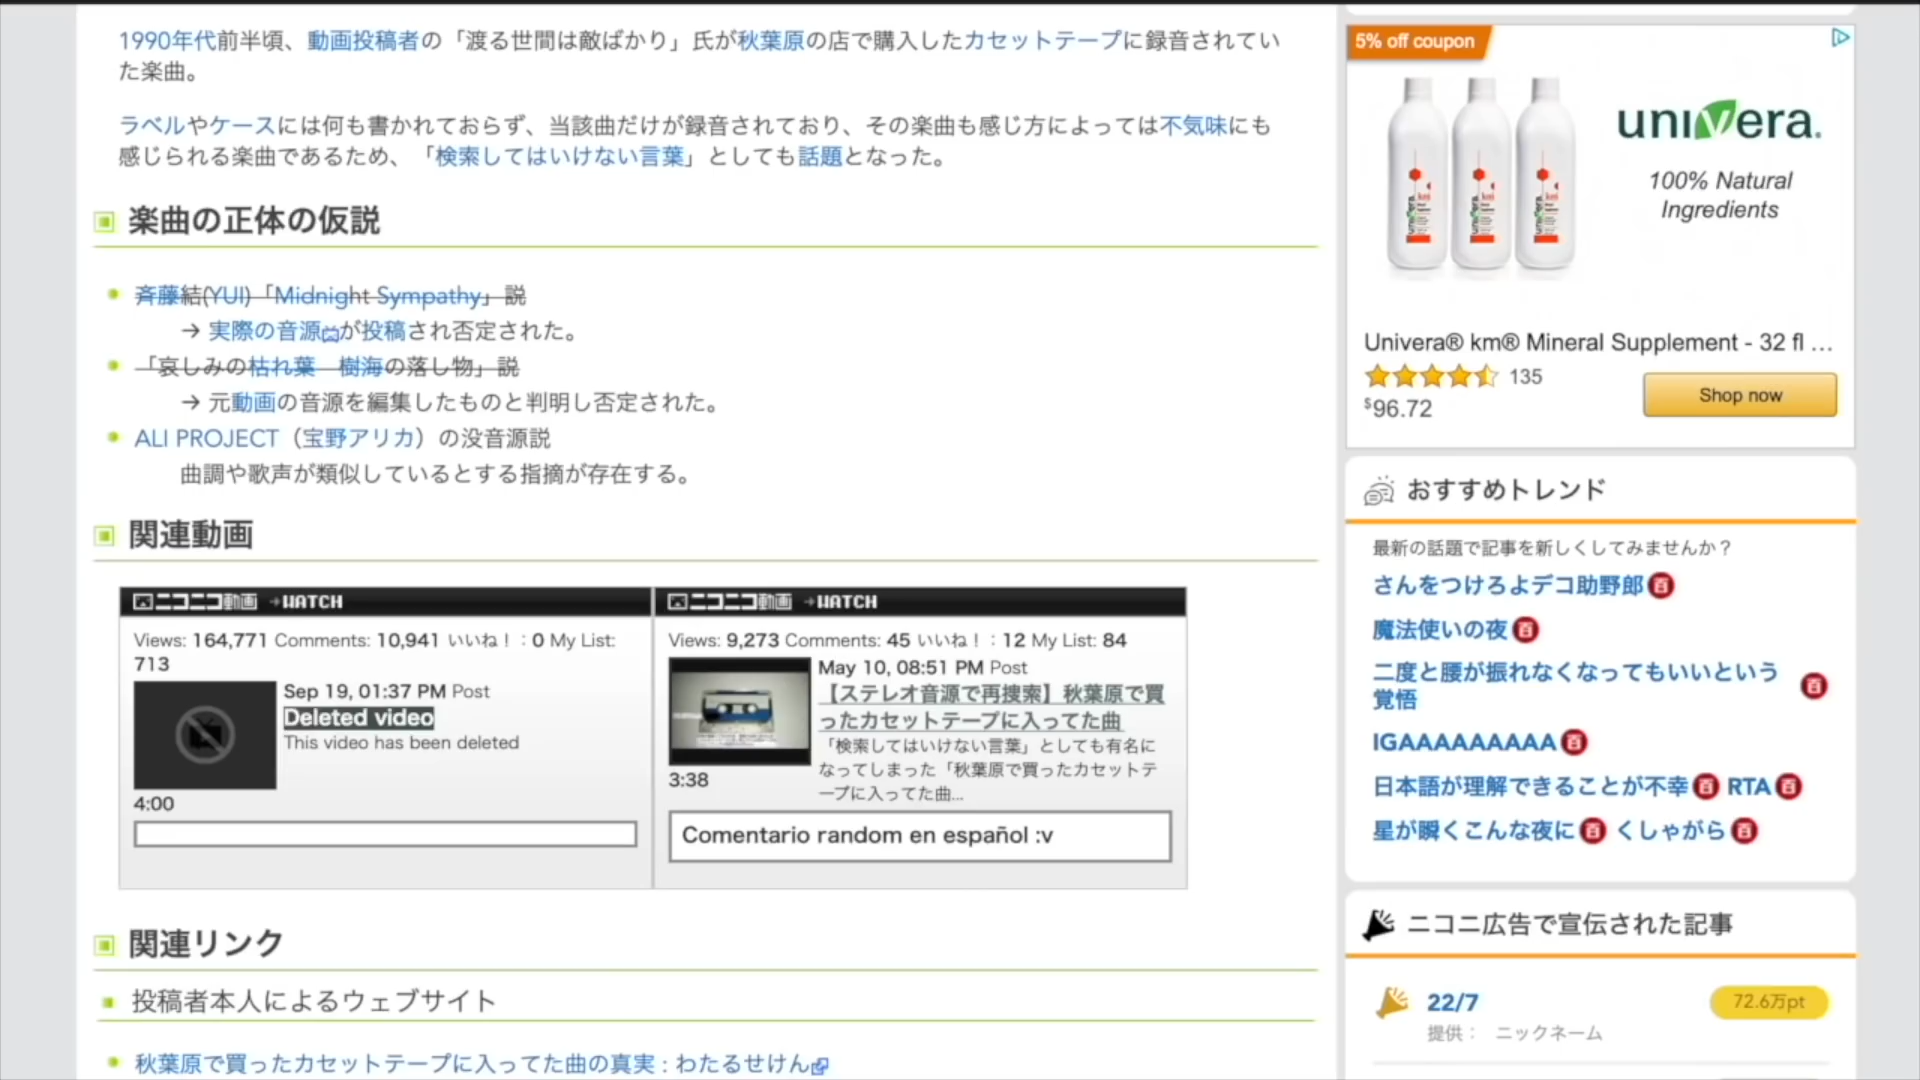 1990年代前半頃、動画投稿者の「渡る世間は敵ばかり」氏が秋葉原の店で購入したカセットテープに録音されてい
た楽曲。
ラベルやケースには何も書かれておらず、当該曲だけが録音されており、その楽曲も感じ方によっては不気味にも
感じられる楽曲であるため、「検索してはいけない言葉」としても話題となった。
楽曲の正体の仮説
斉藤結(YUI)「Midnight Sympathy」説
→ 実際の音源が投稿され否定された。
「哀しみの枯れ葉　樹海の落し物」説
→ 元動画の音源を編集したものと判明し否定された。
ALI PROJECT（宝野アリカ）の没音源説
曲調や歌声が類似しているとする指摘が存在する。
関連動画
ニコニコ動画 →WATCH
Views: 164,771 Comments: 10,941 いいね！：0 My List:
713
Sep 19, 01:37 PM Post
Deleted video
This video has been deleted
4:00
ニコニコ動画 →WATCH
Views: 9,273 Comments: 45 いいね！：12 My List: 84
May 10, 08:51 PM Post
【ステレオ音源で再捜索】秋葉原で買
ったカセットテープに入ってた曲
「検索してはいけない言葉」としても有名に
なってしまった「秋葉原で買ったカセットテ
ープに入ってた曲...
3:38
Comentario random en español :v
関連リンク
投稿者本人によるウェブサイト
秋葉原で買ったカセットテープに入ってた曲の真実 : わたるせけん
5% off coupon
univera.
100% Natural
Ingredients
Univera® km® Mineral Supplement - 32 fl ...
135
$96.72
Shop now
おすすめトレンド
最新の話題で記事を新しくしてみませんか？
さんをつけろよデコ助野郎 百
魔法使いの夜 百
二度と腰が振れなくなってもいいという
覚悟 百
IGAAAAAAAAA 百
日本語が理解できることが不幸 百 RTA 百
星が瞬くこんな夜に 百 くしゃがら 百
ニコニ広告で宣伝された記事
22/7
72.6万pt
提供： ニックネーム